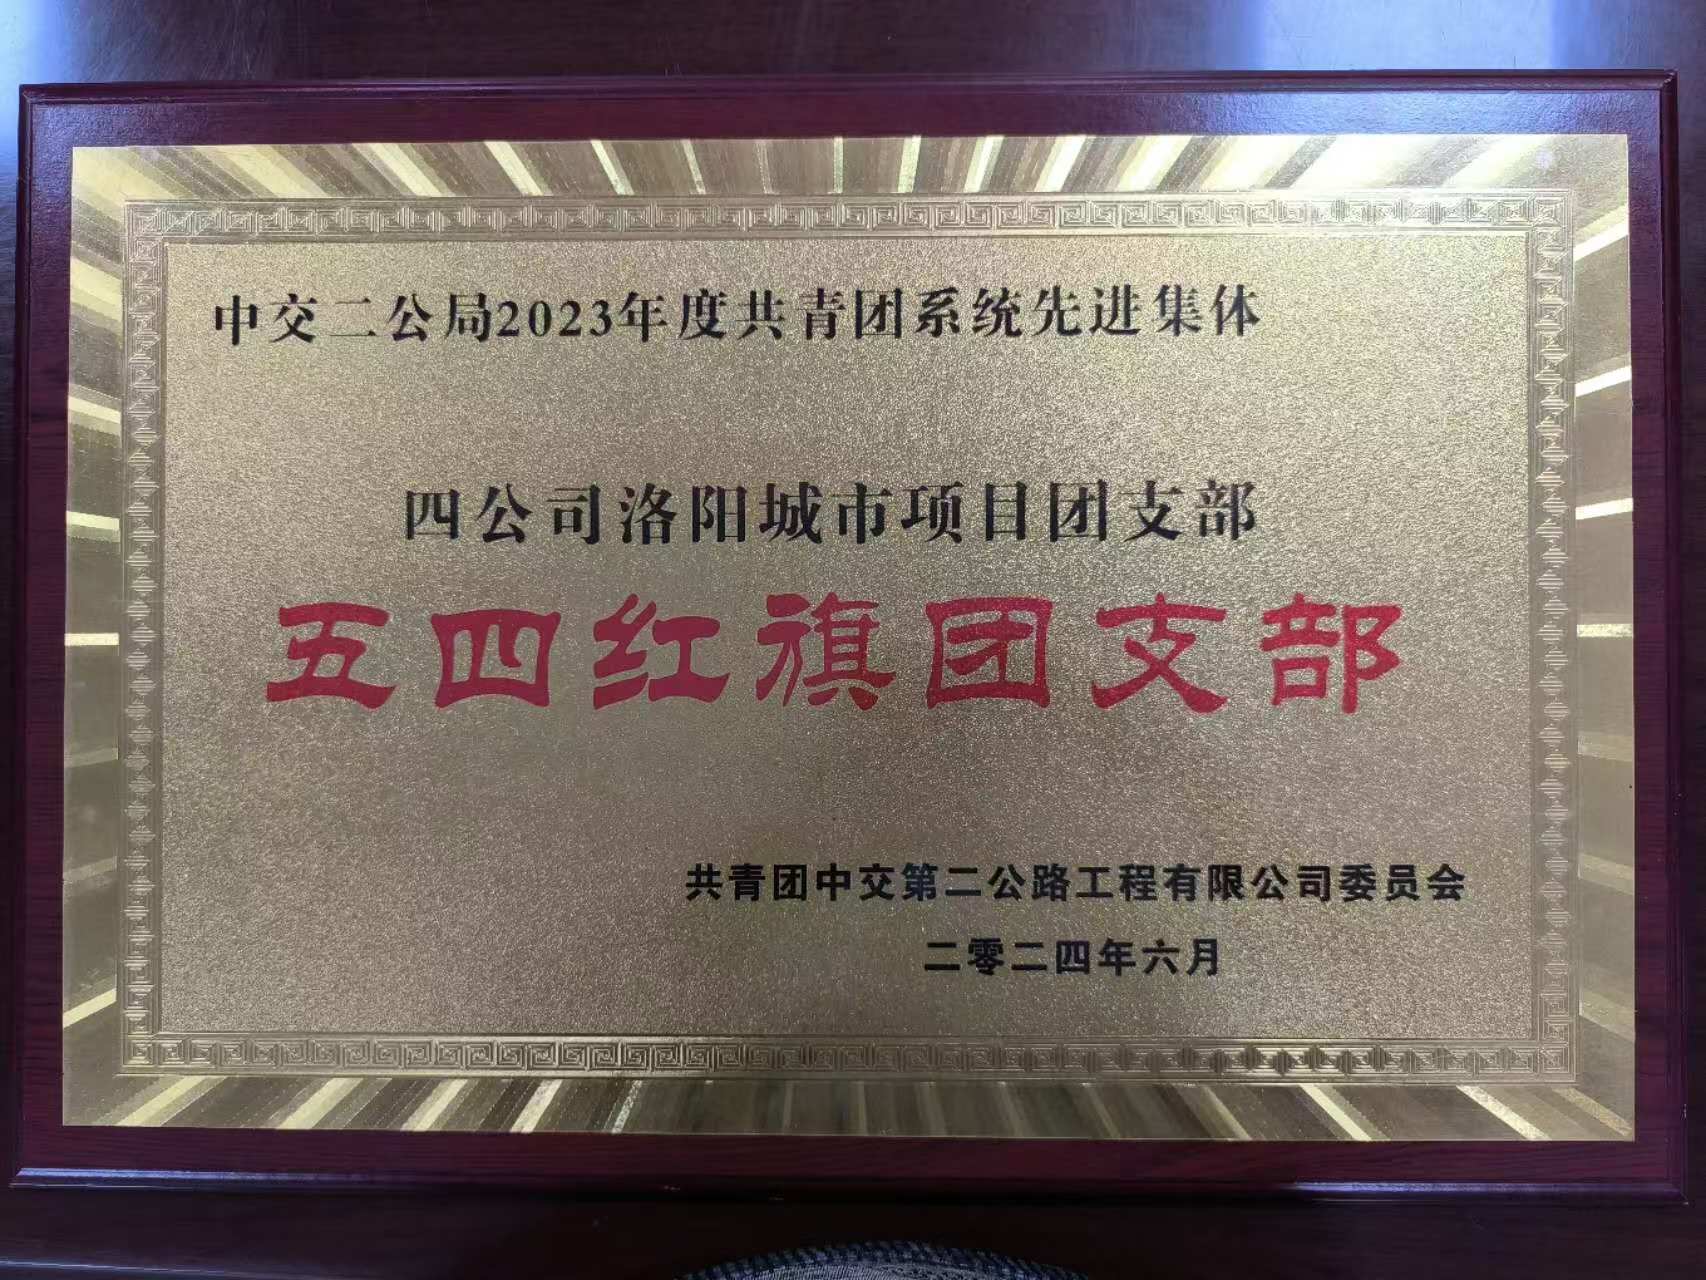 中交二公局2023年度共青团系统先进集体
四公司洛阳城市项目团支部
五四红旗团支部
共青团中交第二公路工程有限公司委员会
二零二四年六月